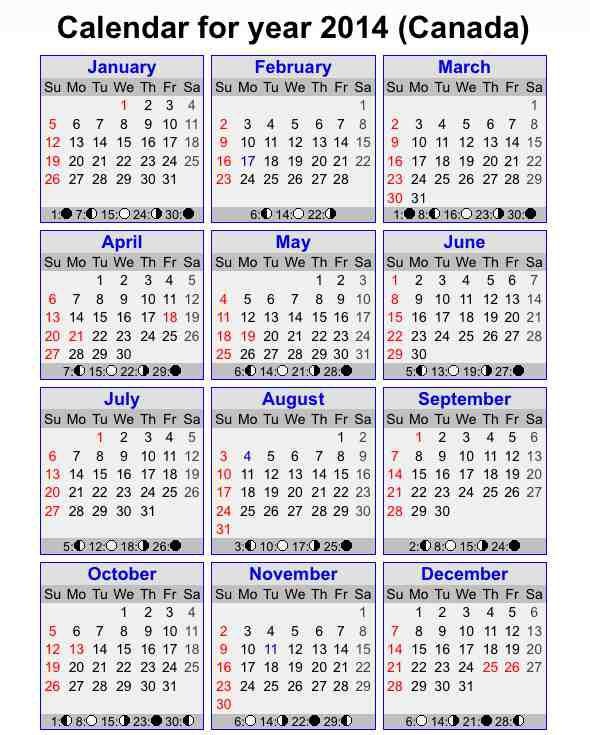 Calendar for year 2014 (Canada)
January
Su Mo Tu We Th Fr Sa
1 2 3 4
5 6 7 8 9 10 11
12 13 14 15 16 17 18
19 20 21 22 23 24 25
26 27 28 29 30 31
1:● 7:◐ 15:○ 24:◑ 30:●
February
Su Mo Tu We Th Fr Sa
1
2 3 4 5 6 7 8
9 10 11 12 13 14 15
16 17 18 19 20 21 22
23 24 25 26 27 28
6:◐ 14:○ 22:◑
March
Su Mo Tu We Th Fr Sa
1
2 3 4 5 6 7 8
9 10 11 12 13 14 15
16 17 18 19 20 21 22
23 24 25 26 27 28 29
30 31
1:● 8:◐ 16:○ 23:◑ 30:●
April
Su Mo Tu We Th Fr Sa
1 2 3 4 5
6 7 8 9 10 11 12
13 14 15 16 17 18 19
20 21 22 23 24 25 26
27 28 29 30
7:◐ 15:○ 22:◑ 29:●
May
Su Mo Tu We Th Fr Sa
1 2 3
4 5 6 7 8 9 10
11 12 13 14 15 16 17
18 19 20 21 22 23 24
25 26 27 28 29 30 31
6:◐ 14:○ 21:◑ 28:●
June
Su Mo Tu We Th Fr Sa
1 2 3 4 5 6 7
8 9 10 11 12 13 14
15 16 17 18 19 20 21
22 23 24 25 26 27 28
29 30
5:◐ 13:○ 19:◑ 27:●
July
Su Mo Tu We Th Fr Sa
1 2 3 4 5
6 7 8 9 10 11 12
13 14 15 16 17 18 19
20 21 22 23 24 25 26
27 28 29 30 31
5:◐ 12:○ 18:◑ 26:●
August
Su Mo Tu We Th Fr Sa
1 2
3 4 5 6 7 8 9
10 11 12 13 14 15 16
17 18 19 20 21 22 23
24 25 26 27 28 29 30
31
3:◐ 10:○ 17:◑ 25:●
September
Su Mo Tu We Th Fr Sa
1 2 3 4 5 6
7 8 9 10 11 12 13
14 15 16 17 18 19 20
21 22 23 24 25 26 27
28 29 30
2:◐ 8:○ 15:◑ 24:●
October
Su Mo Tu We Th Fr Sa
1 2 3 4
5 6 7 8 9 10 11
12 13 14 15 16 17 18
19 20 21 22 23 24 25
26 27 28 29 30 31
1:◐ 8:○ 15:◑ 23:● 30:◐
November
Su Mo Tu We Th Fr Sa
1
2 3 4 5 6 7 8
9 10 11 12 13 14 15
16 17 18 19 20 21 22
23 24 25 26 27 28 29
30
6:○ 14:◑ 22:● 29:◐
December
Su Mo Tu We Th Fr Sa
1 2 3 4 5 6
7 8 9 10 11 12 13
14 15 16 17 18 19 20
21 22 23 24 25 26 27
28 29 30 31
6:○ 14:◑ 21:● 28:◐